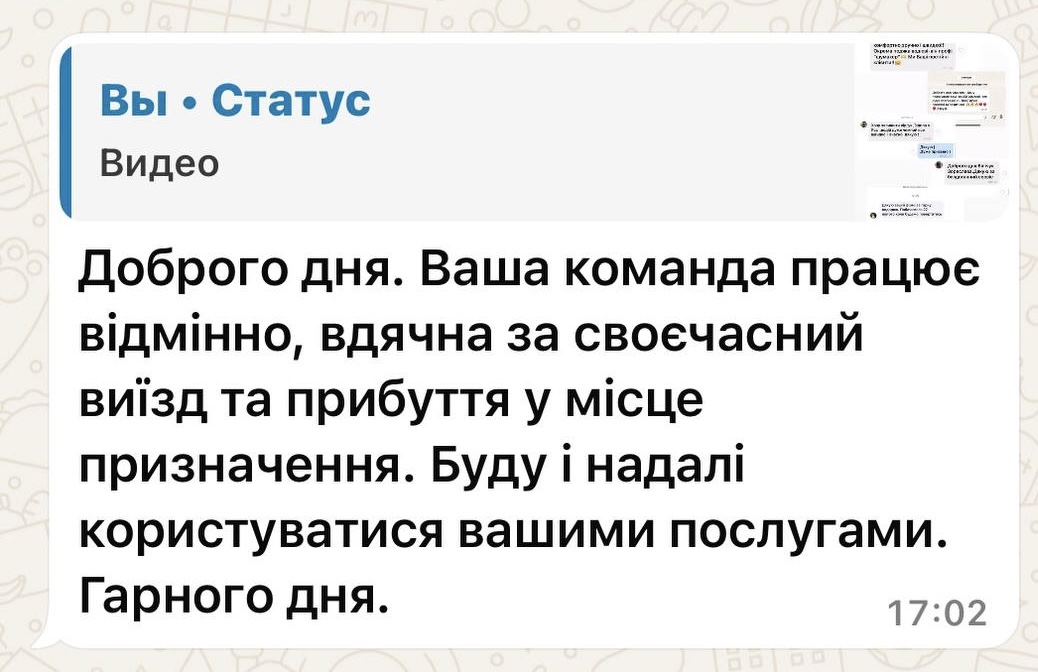 Вы • Статус
Видео
Доброго дня. Ваша команда працює
відмінно, вдячна за своєчасний
виїзд та прибуття у місце
призначення. Буду і надалі
користуватися вашими послугами.
Гарного дня.
17:02